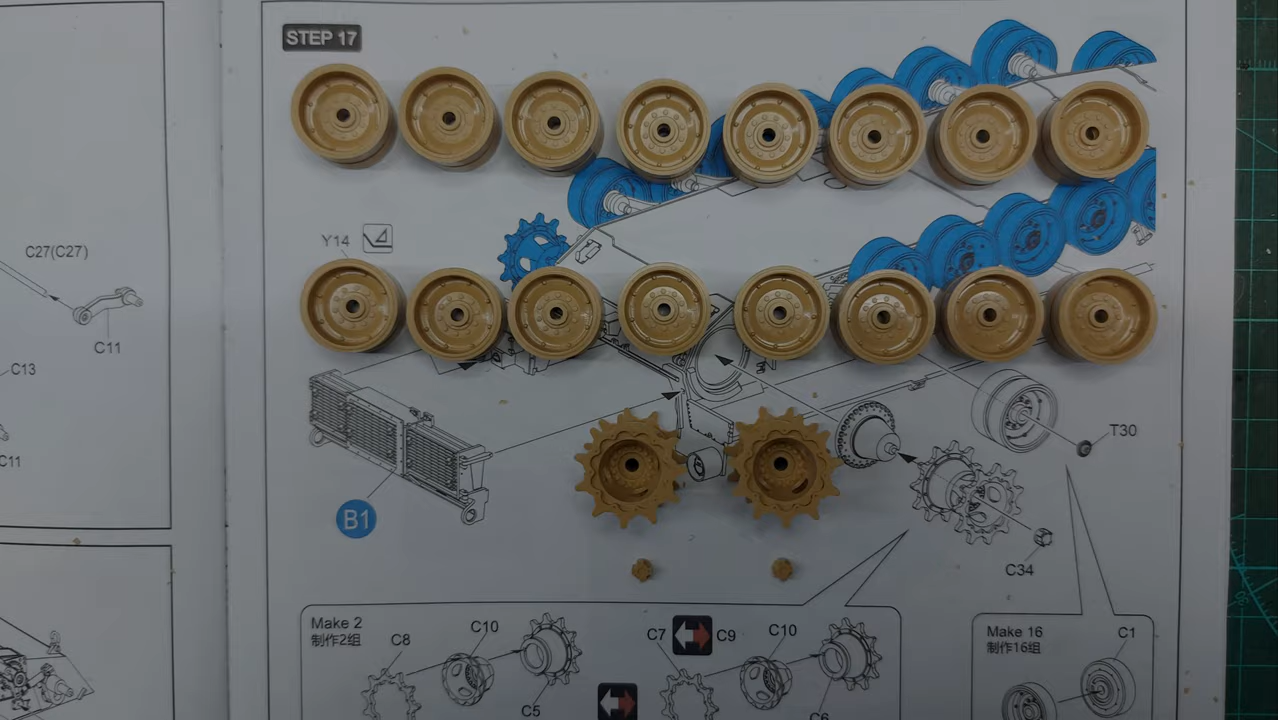 STEP 17
C27(C27)
Y14
C11
C13
C11
T30
B1
C34
Make 2
制作2组
C8
C10
C5
C7
C9
C10
C6
Make 16
制作16组
C1